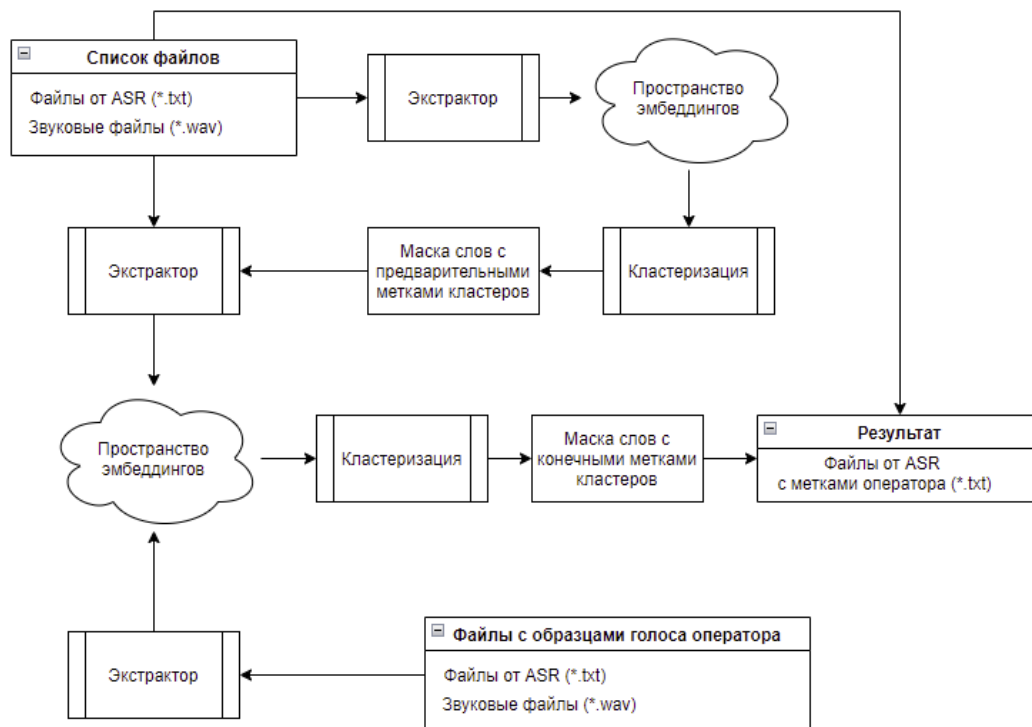 Список файлов
Файлы от ASR (*.txt)
Звуковые файлы (*.wav)
Экстрактор
Пространство
эмбеддингов
Экстрактор
Маска слов с
предварительными
метками кластеров
Кластеризация
Пространство
эмбеддингов
Кластеризация
Маска слов с
конечными метками
кластеров
Результат
Файлы от ASR
с метками оператора (*.txt)
Экстрактор
Файлы с образцами голоса оператора
Файлы от ASR (*.txt)
Звуковые файлы (*.wav)